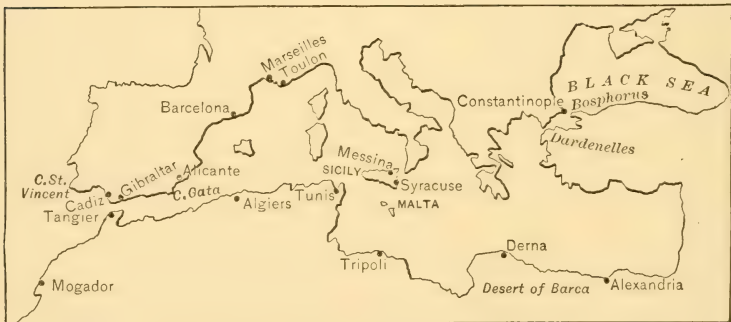 Marseilles
Toulon
BLACK SEA
Constantinople
Bosphorus
Barcelona
Dardenelles
Messina
C. St.
Vincent
Gibraltar
Alicante
SICILY
Cadiz
C. Gata
Syracuse
Tangier
Algiers
Tunis
MALTA
Derna
Tripoli
Mogador
Desert of Barca
Alexandria